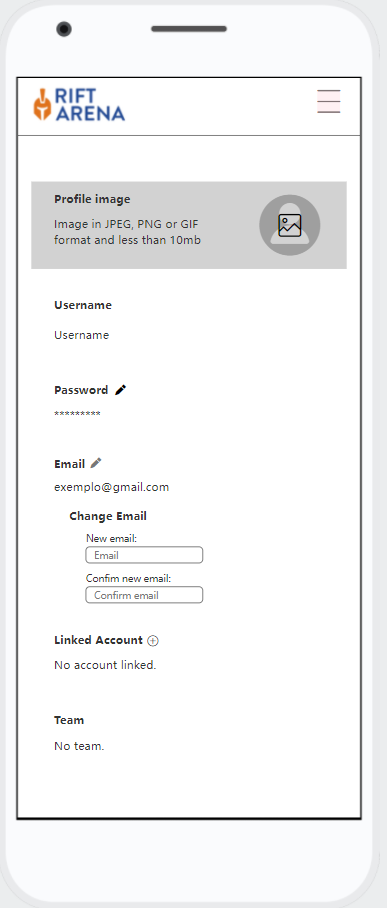 RIFT
ARENA
Profile image
Image in JPEG, PNG or GIF
format and less than 10mb
Username
Username
Password
*********
Email
exemplo@gmail.com
Change Email
New email:
Email
Confim new email:
Confirm email
Linked Account
No account linked.
Team
No team.